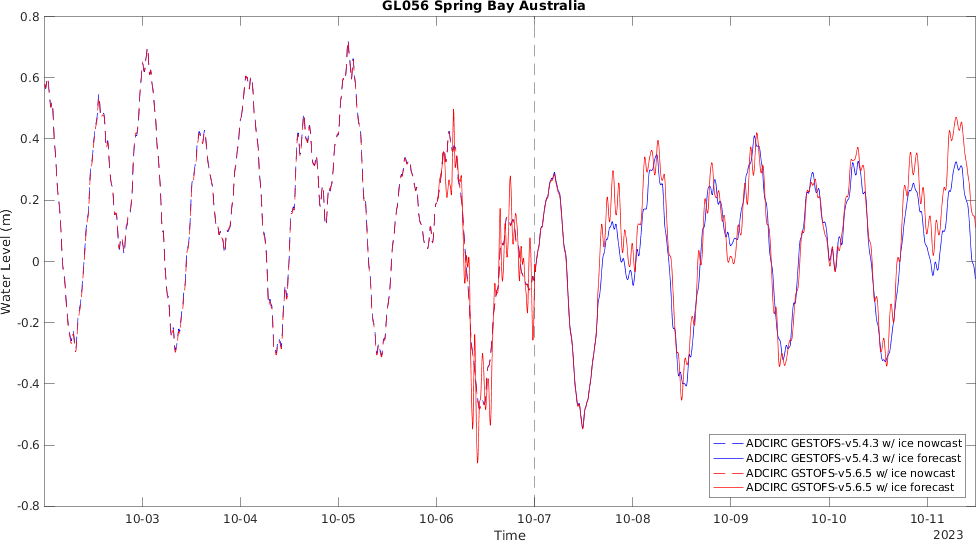 GL056 Spring Bay Australia
0.8
0.6
0.4
0.2
0
-0.2
-0.4
-0.6
-0.8
Water Level (m)
ADCIRC GESTOFS-v5.4.3 w/ ice nowcast
ADCIRC GESTOFS-v5.4.3 w/ ice forecast
ADCIRC GSTOFS-v5.6.5 w/ ice nowcast
ADCIRC GSTOFS-v5.6.5 w/ ice forecast
10-03 10-04 10-05 10-06 10-07 10-08 10-09 10-10 10-11
Time
2023